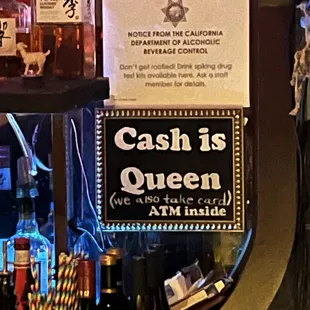 NOTICE FROM THE CALIFORNIA
DEPARTMENT OF ALCOHOLIC
BEVERAGE CONTROL
Don't get roofied! Drink spiking drug
test kits available here. Ask a staff
member for details.
Cash is
Queen
(we also take card)
ATM inside